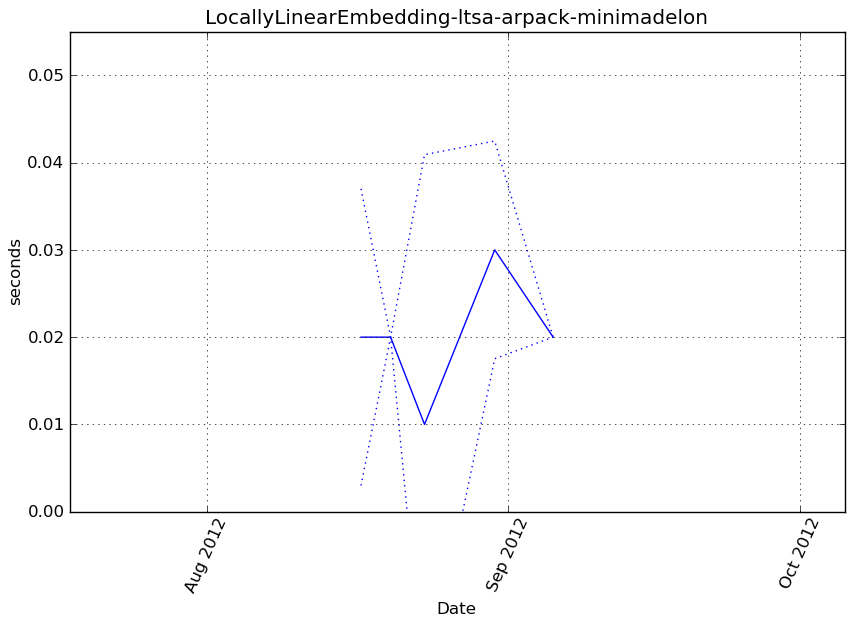 LocallyLinearEmbedding-ltsa-arpack-minimadelon
0.05
0.04
0.03
0.02
0.01
0.00
seconds
Aug 2012
Sep 2012
Oct 2012
Date